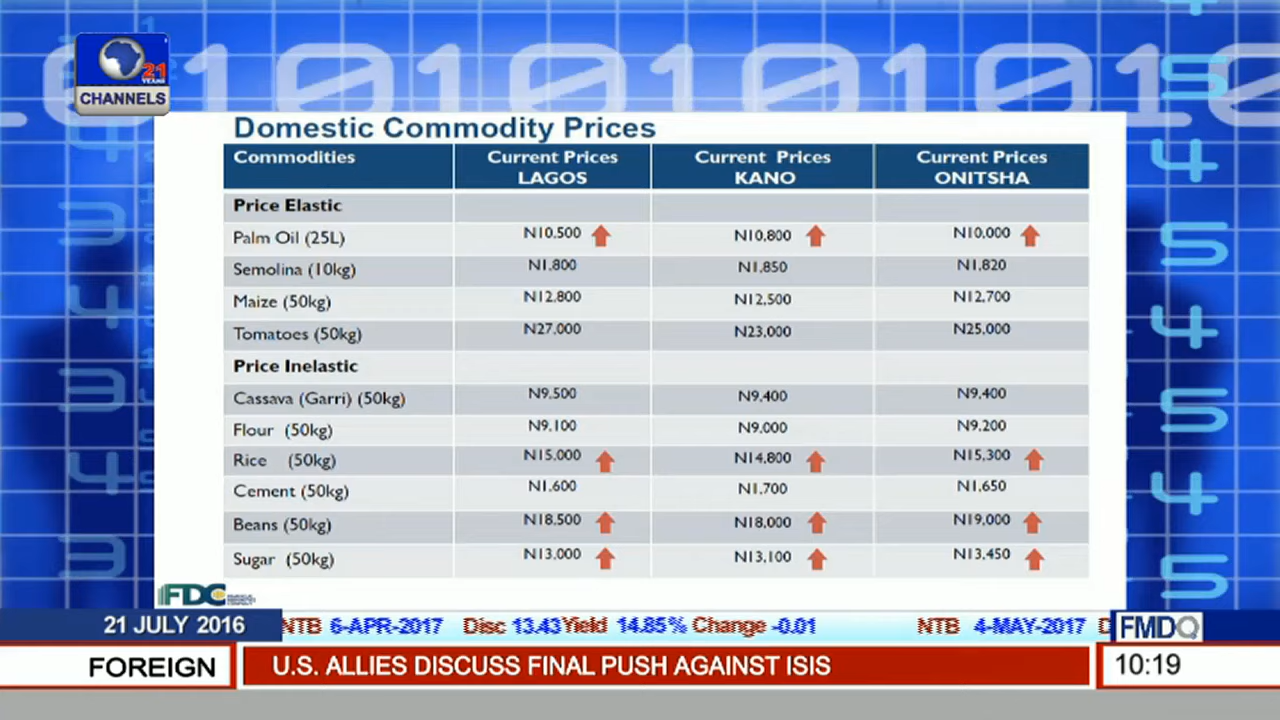 21
YEARS
CHANNELS
Domestic Commodity Prices
Commodities Current Prices LAGOS Current Prices KANO Current Prices ONITSHA
Price Elastic
Palm Oil (25L) N10,500 N10,800 N10,000
Semolina (10kg) N1,800 N1,850 N1,820
Maize (50kg) N12,800 N12,500 N12,700
Tomatoes (50kg) N27,000 N23,000 N25,000
Price Inelastic
Cassava (Garri) (50kg) N9,500 N9,400 N9,400
Flour (50kg) N9,100 N9,000 N9,200
Rice (50kg) N15,000 N14,800 N15,300
Cement (50kg) N1,600 N1,700 N1,650
Beans (50kg) N18,500 N18,000 N19,000
Sugar (50kg) N13,000 N13,100 N13,450
FDC
21 JULY 2016 NTB 6-APR-2017 Disc 13.43 Yield 14.85% Change -0.01 NTB 4-MAY-2017 FMDQ
FOREIGN U.S. ALLIES DISCUSS FINAL PUSH AGAINST ISIS 10:19